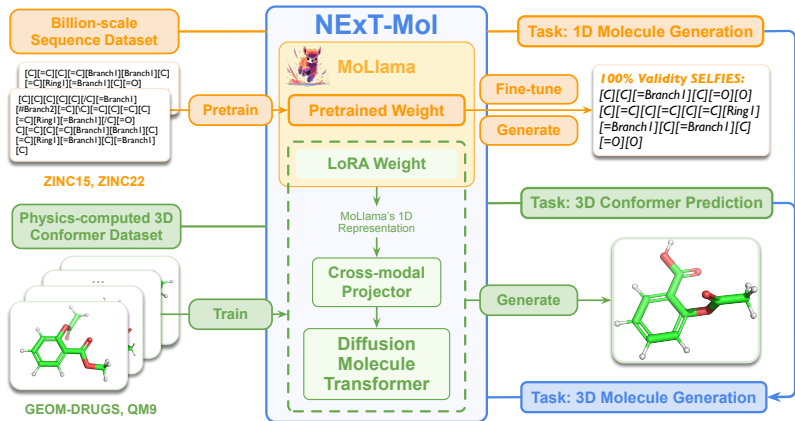 Billion-scale
Sequence Dataset
[C][=C][C][=C][Branch1][Branch1][C]
[=C][Ring1][=Branch1][C][=O]
[C][C][C][C][C][/C][=Branch1]
[#Branch2][=C][\C][=C][C][=C][C]
[=C][Ring1][=Branch1][/C][=O]
C[=C][C][C][=C][Branch1][Branch1][C]
[=C][Ring1][=Branch1][C][=Branch1]
[C]
ZINC15, ZINC22
Pretrain
NExT-Mol
MoLlama
Pretrained Weight
LoRA Weight
MoLlama's 1D
Representation
Cross-modal
Projector
Diffusion
Molecule
Transformer
Physics-computed 3D
Conformer Dataset
...
GEOM-DRUGS, QM9
Train
Task: 1D Molecule Generation
Fine-tune
Generate
100% Validity SELFIES:
[C][C][=Branch1][C][=O][O]
[C][=C][C][=C][C][=C][Ring1]
[=Branch1][C][=Branch1][C]
[=O][O]
Task: 3D Conformer Prediction
Generate
Task: 3D Molecule Generation